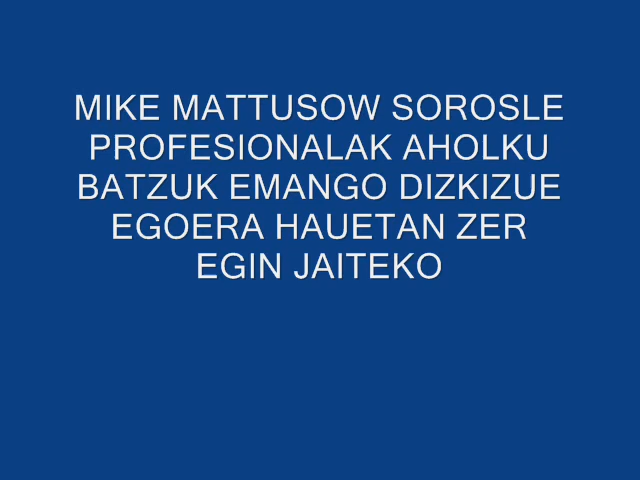 MIKE MATTUSOW SOROSLE
PROFESIONALAK AHOLKU
BATZUK EMANGO DIZKIZUE
EGOERA HAUETAN ZER
EGIN JAITEKO